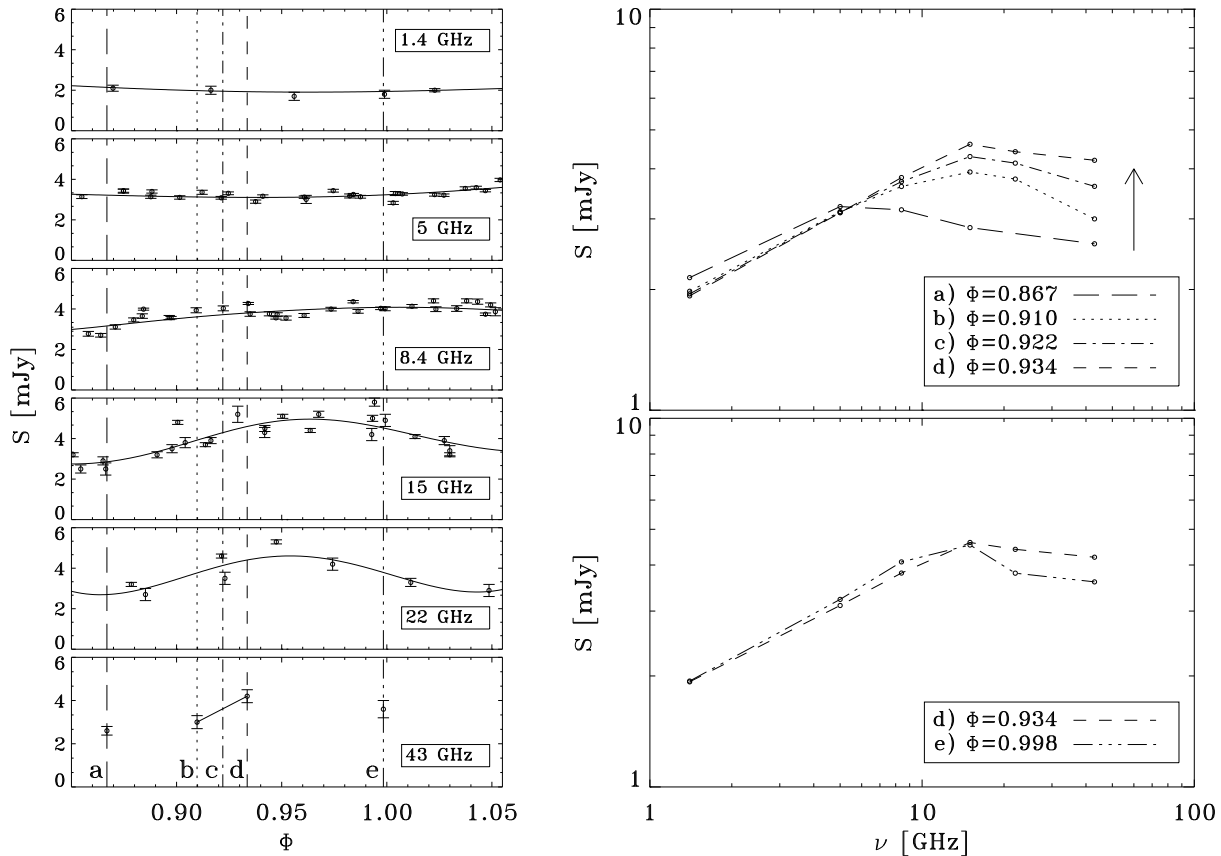 6
4
2
0
1.4 GHz
6
4
2
0
5 GHz
6
4
2
0
8.4 GHz
6
4
2
0
15 GHz
6
4
2
0
22 GHz
6
4
2
0
43 GHz
a
b
c
d
e
0.90
0.95
1.00
1.05
Φ
S [mJy]
10
1
S [mJy]
a) Φ=0.867
b) Φ=0.910
c) Φ=0.922
d) Φ=0.934
10
1
S [mJy]
d) Φ=0.934
e) Φ=0.998
1
10
100
ν [GHz]